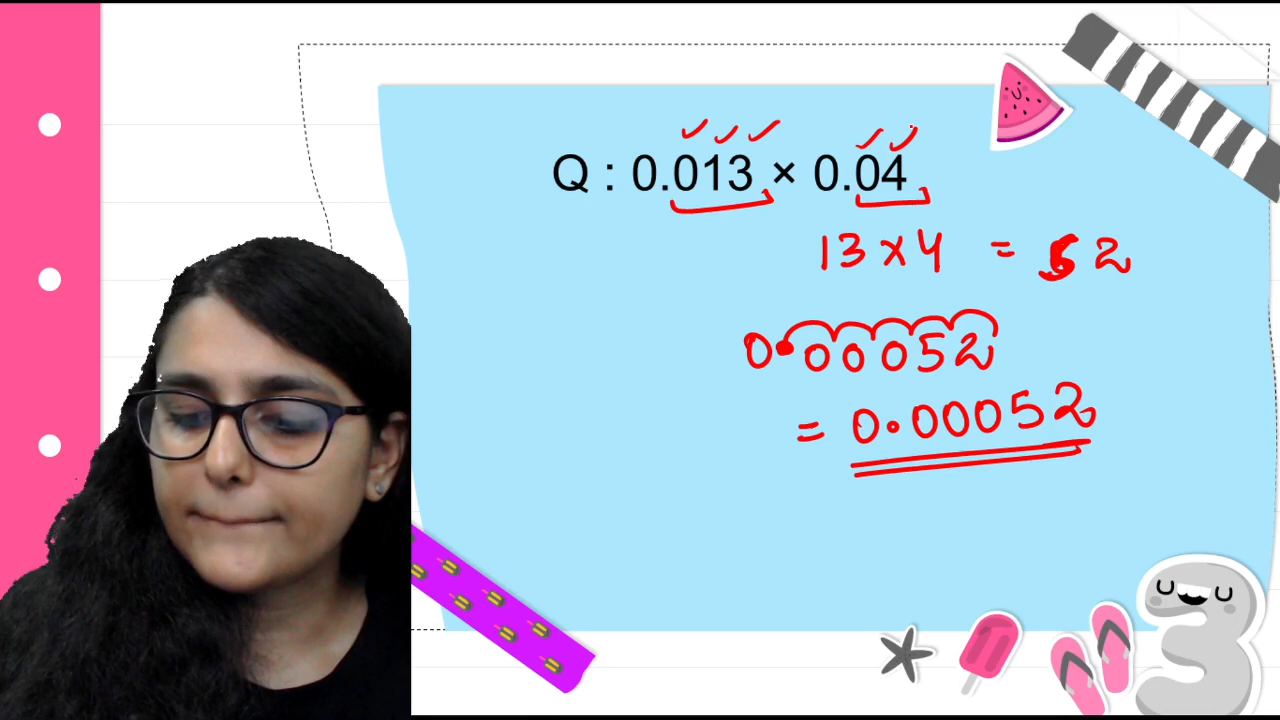 Q : 0.013 × 0.04
13 × 4 = 52
0.00052
= 0.00052